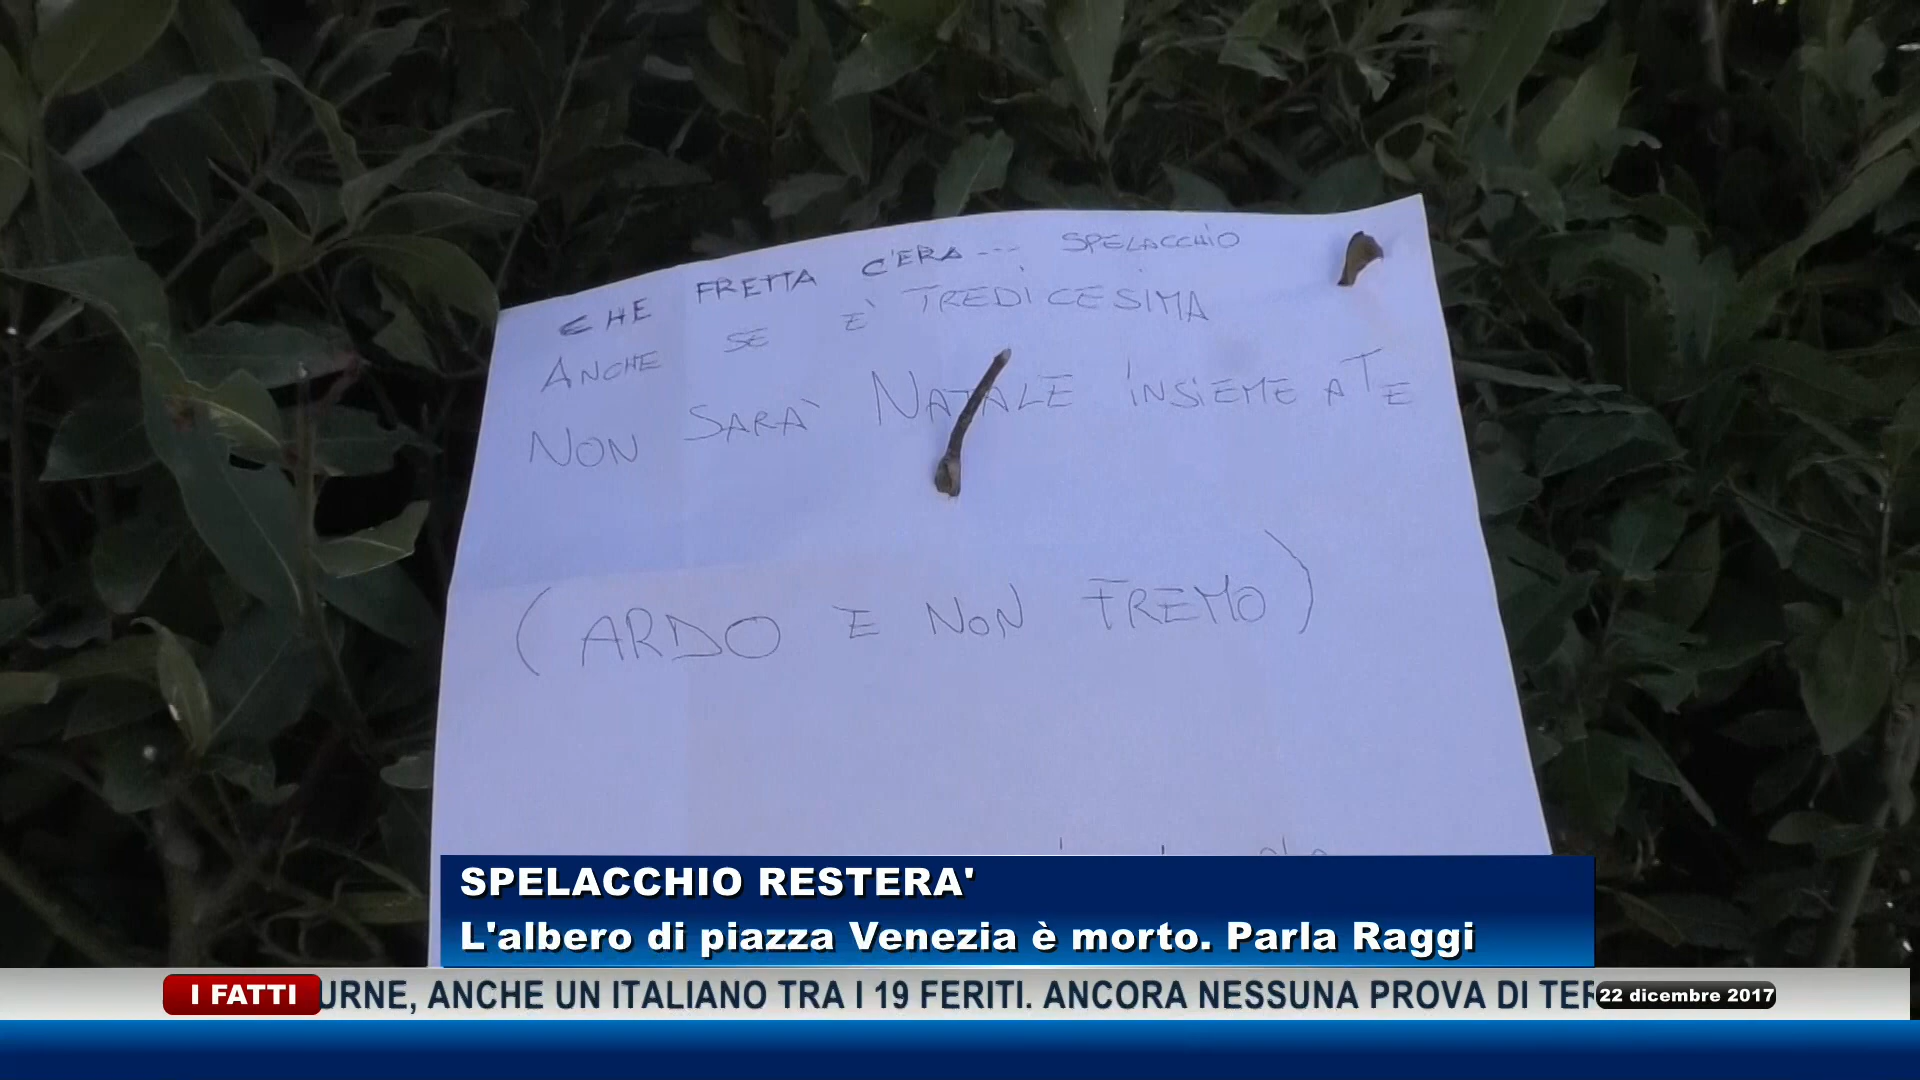 CHE FRETTA C'ERA--- SPELACCHIO
ANCHE SE È TREDICESIMA
NON SARÀ NATALE INSIEME A TE
(ARDO E NON FREMO)
SPELACCHIO RESTERA'
L'albero di piazza Venezia è morto. Parla Raggi
I FATTI URNE, ANCHE UN ITALIANO TRA I 19 FERITI. ANCORA NESSUNA PROVA DI TER 22 dicembre 2017